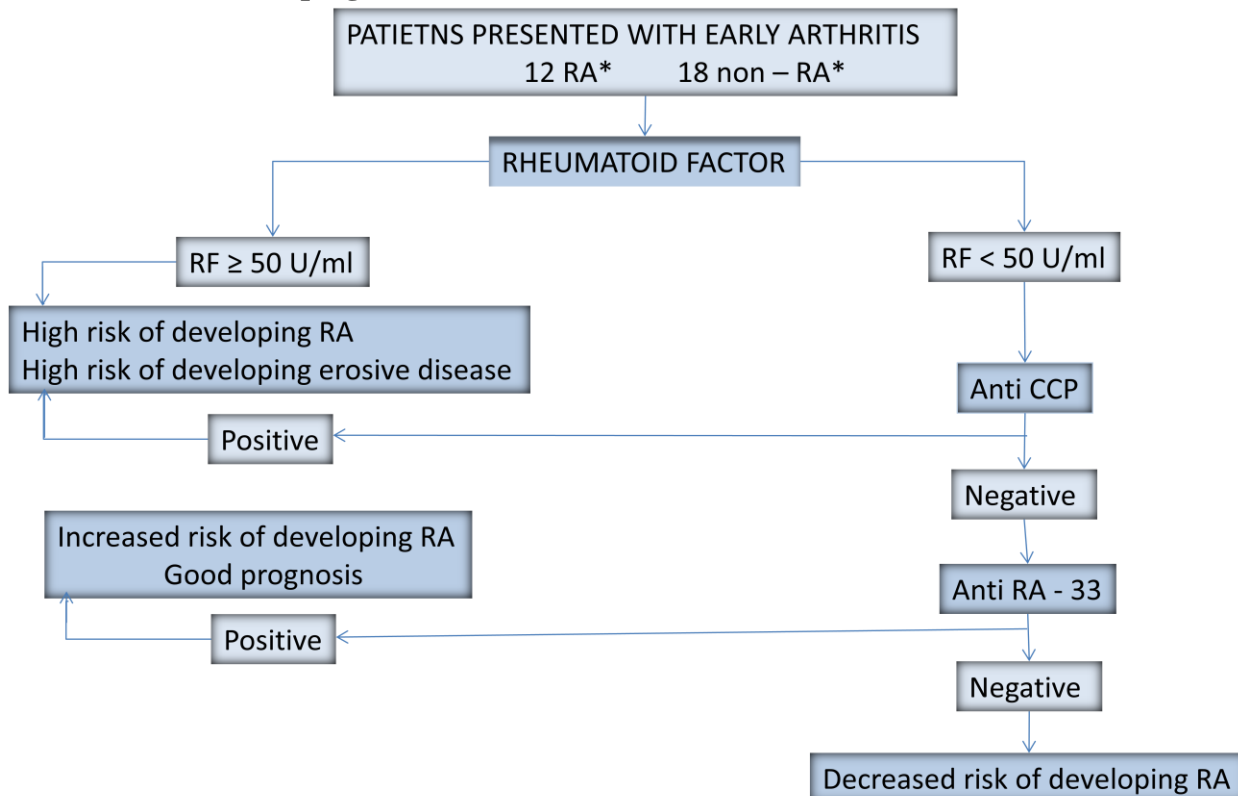 PATIETNS PRESENTED WITH EARLY ARTHRITIS
12 RA* 18 non – RA*
RHEUMATOID FACTOR
RF ≥ 50 U/ml
RF < 50 U/ml
High risk of developing RA
High risk of developing erosive disease
Anti CCP
Positive
Negative
Increased risk of developing RA
Good prognosis
Anti RA - 33
Positive
Negative
Decreased risk of developing RA